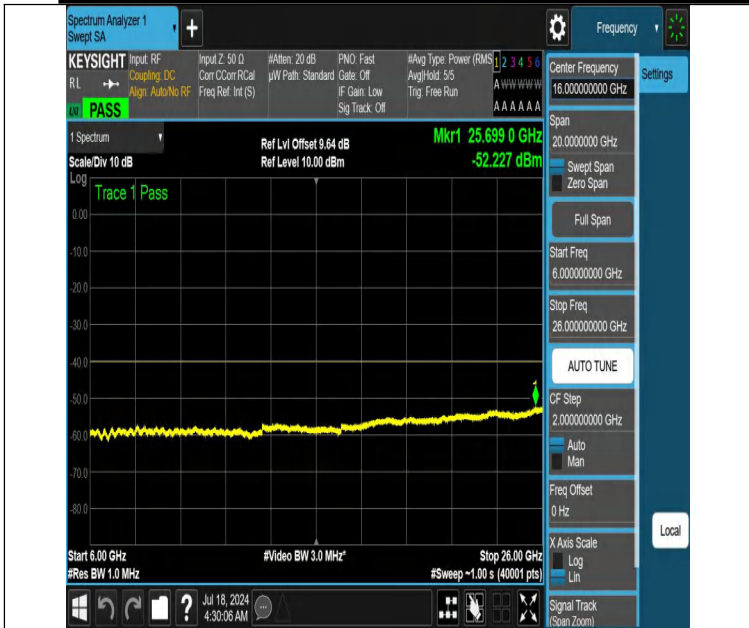 Spectrum Analyzer 1
Swept SA
Frequency
KEYSIGHT
RL
PASS
Input: RF
Coupling: DC
Align: Auto/No RF
Input Z: 50 Ω
Corr CCorr RCal
Freq Ref: Int (S)
#Atten: 20 dB
µW Path: Standard
PNO: Fast
Gate: Off
IF Gain: Low
Sig Track: Off
#Avg Type: Power (RMS
Avg|Hold: 5/5
Trig: Free Run
1 2 3 4 5 6
A W W W W W
A A A A A A
Center Frequency
16.000000000 GHz
Settings
Span
20.0000000 GHz
Swept Span
Zero Span
Full Span
Start Freq
6.000000000 GHz
Stop Freq
26.000000000 GHz
AUTO TUNE
CF Step
2.000000000 GHz
Auto
Man
Freq Offset
0 Hz
X Axis Scale
Log
Lin
Signal Track
(Span Zoom)
Local
1 Spectrum
Scale/Div 10 dB
Ref Lvl Offset 9.64 dB
Ref Level 10.00 dBm
Mkr1 25.699 0 GHz
-52.227 dBm
Log
Trace 1 Pass
0.00
-10.0
-20.0
-30.0
-40.0
-50.0
-60.0
-70.0
-80.0
1
Start 6.00 GHz
#Res BW 1.0 MHz
#Video BW 3.0 MHz*
Stop 26.00 GHz
#Sweep ~1.00 s (40001 pts)
?
Jul 18, 2024
4:30:06 AM